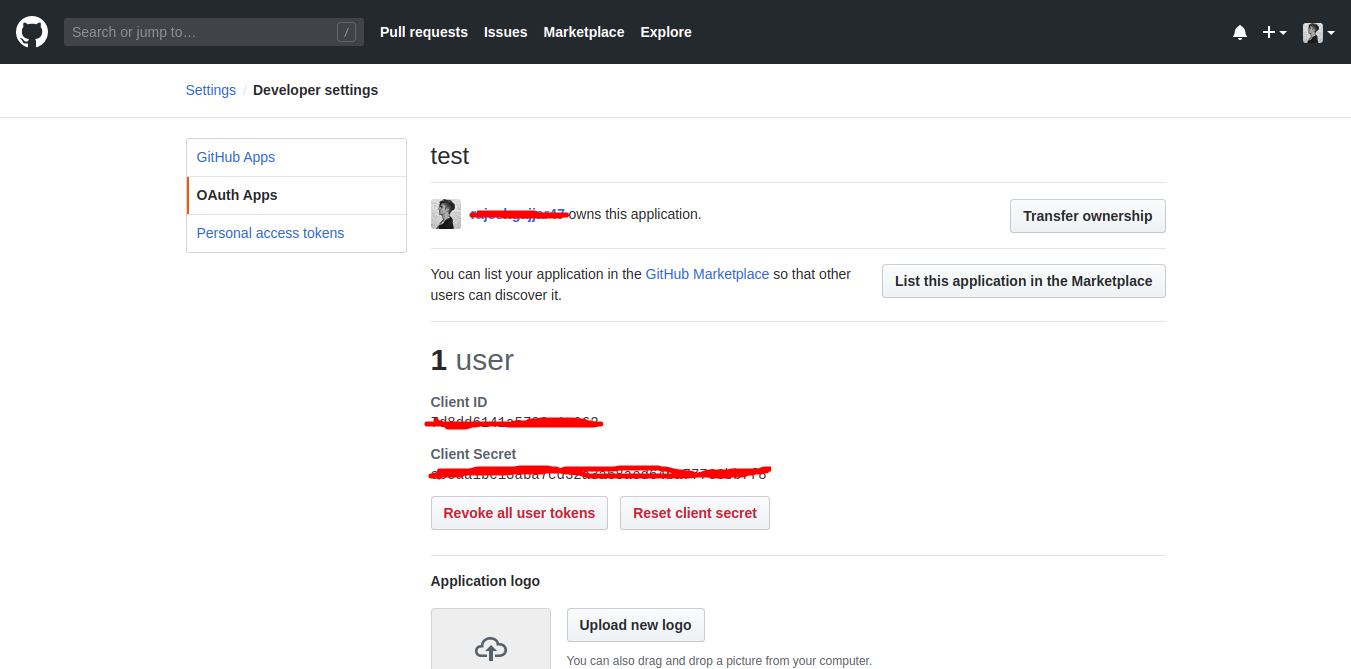 Search or jump to… /
Pull requests Issues Marketplace Explore
Settings / Developer settings
GitHub Apps
OAuth Apps
Personal access tokens
test
owns this application.
Transfer ownership
You can list your application in the GitHub Marketplace so that other
users can discover it.
List this application in the Marketplace
1 user
Client ID
Client Secret
Revoke all user tokens
Reset client secret
Application logo
Upload new logo
You can also drag and drop a picture from your computer.